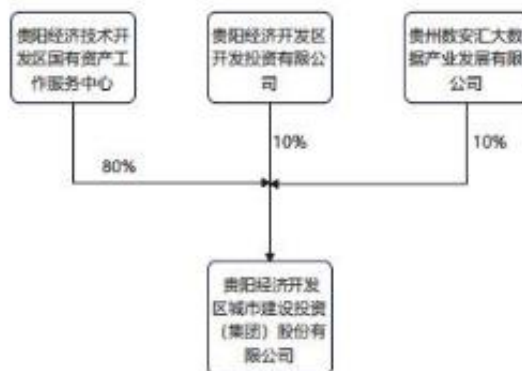 贵阳经济技术开
发区国有资产工
作服务中心
贵阳经济开发区
开发投资有限公
司
贵州数安汇大数
据产业发展有限
公司
80%
10%
10%
贵阳经济开发
区城市建设投资
（集团）股份有
限公司